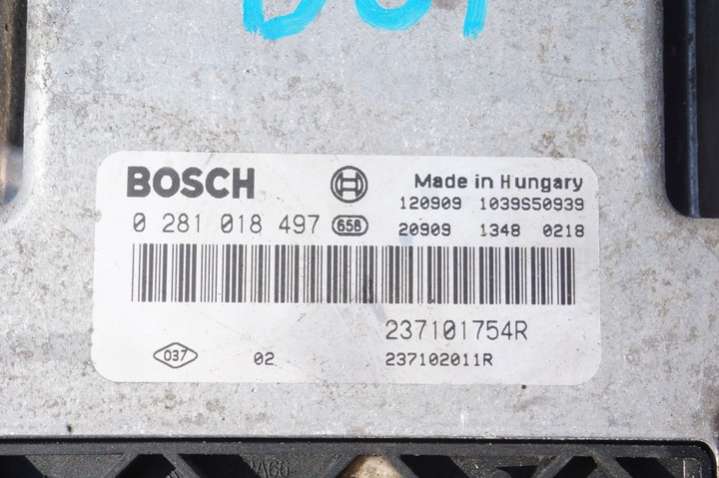 BOSCH
Made in Hungary
120909 1039S50939
0 281 018 497 658
20909 1348 0218
237101754R
037 02 237102011R